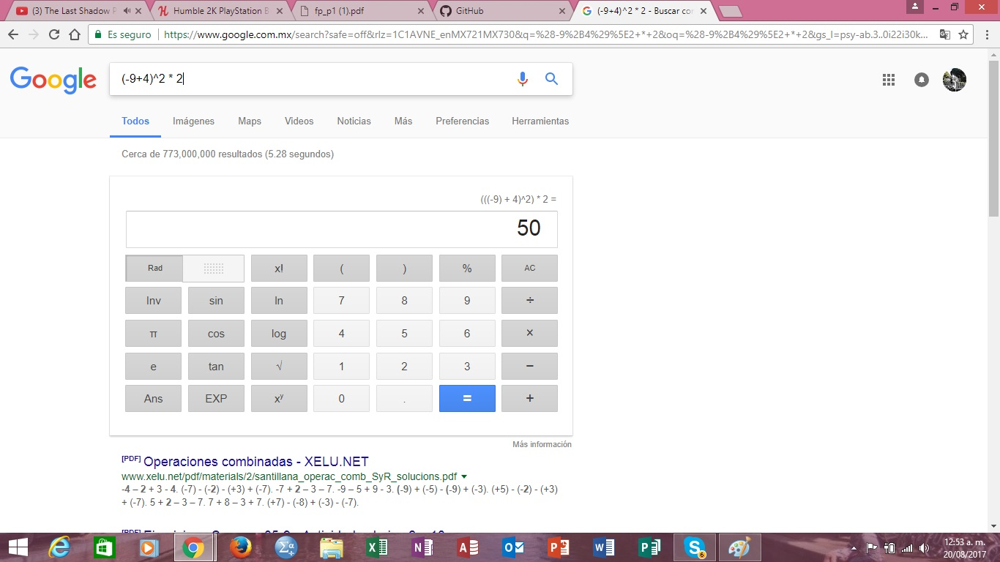 (3) The Last Shadow P
Humble 2K PlayStation B
fp_p1 (1).pdf
GitHub
(-9+4)^2 * 2 - Buscar con
Es seguro
https://www.google.com.mx/search?safe=off&rlz=1C1AVNE_enMX721MX730&q=%28-9%2B4%29%5E2+*+2&oq=%28-9%2B4%29%5E2+*+2&gs_l=psy-ab.3..0i22i30k...
Google
(-9+4)^2 * 2
Todos
Imágenes
Maps
Videos
Noticias
Más
Preferencias
Herramientas
Cerca de 773,000,000 resultados (5.28 segundos)
(((-9) + 4)^2) * 2 =
50
Rad
x!
(
)
%
AC
Inv
sin
ln
7
8
9
÷
π
cos
log
4
5
6
×
e
tan
√
1
2
3
−
Ans
EXP
xʸ
0
.
=
+
Más información
[PDF] Operaciones combinadas - XELU.NET
www.xelu.net/pdf/materials/2/santillana_operac_comb_SyR_solucions.pdf
-4 – 2 + 3 - 4. (-7) - (-2) - (+3) + (-7). -7 + 2 – 3 – 7. -9 – 5 + 9 - 3. (-9) + (-5) - (-9) + (-3). (+5) - (-2) - (+3)
+ (-7). 5 + 2 – 3 – 7. 7 + 8 – 3 + 7. (+7) - (-8) + (-3) - (-7).
[PDF]
12:53 a. m.
20/08/2017